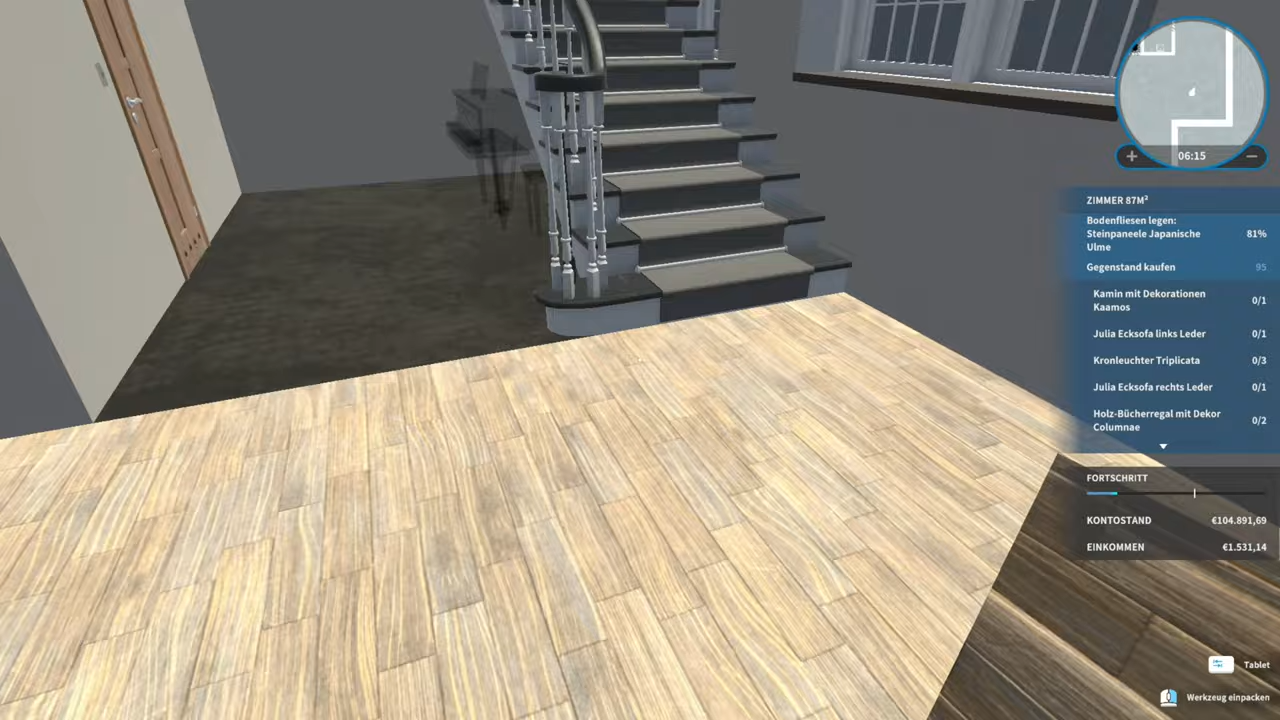 06:15
ZIMMER 87M²
Bodenfliesen legen:
Steinpaneele Japanische 81%
Ulme
Gegenstand kaufen 95
Kamin mit Dekorationen
Kaamos 0/1
Julia Ecksofa links Leder 0/1
Kronleuchter Triplicata 0/3
Julia Ecksofa rechts Leder 0/1
Holz-Bücherregal mit Dekor
Columnae 0/2
FORTSCHRITT
KONTOSTAND €104.891,69
EINKOMMEN €1.531,14
Tablet
Werkzeug einpacken